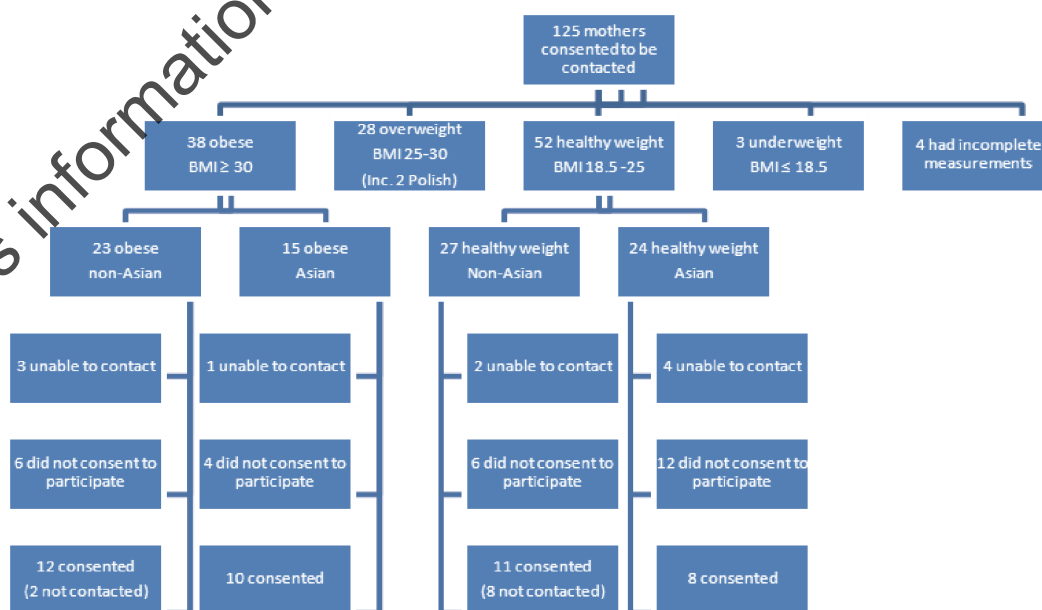 s information
125 mothers
consented to be
contacted
38 obese
BMI ≥ 30
28 overweight
BMI 25-30
(Inc. 2 Polish)
52 healthy weight
BMI 18.5 -25
3 underweight
BMI ≤ 18.5
4 had incomplete
measurements
23 obese
non-Asian
15 obese
Asian
27 healthy weight
Non-Asian
24 healthy weight
Asian
3 unable to contact
1 unable to contact
2 unable to contact
4 unable to contact
6 did not consent to
participate
4 did not consent to
participate
6 did not consent to
participate
12 did not consent to
participate
12 consented
(2 not contacted)
10 consented
11 consented
(8 not contacted)
8 consented